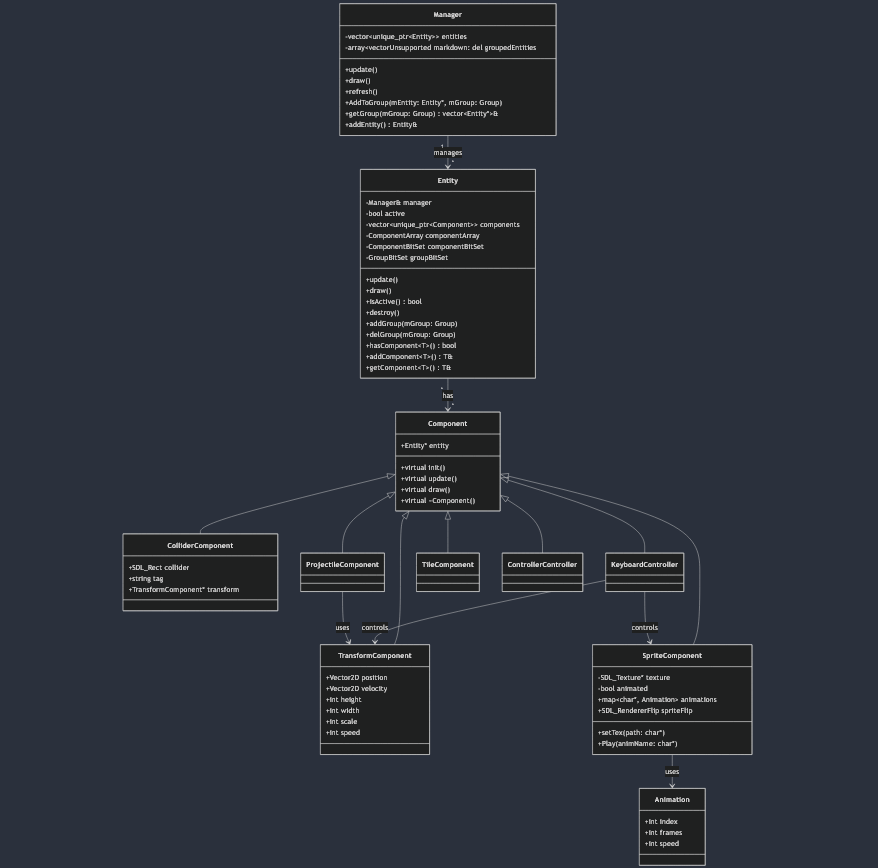 Manager
-vector<unique_ptr<Entity>> entities
-array<vectorUnsupported markdown: del groupedEntities
+update()
+draw()
+refresh()
+AddToGroup(mEntity: Entity*, mGroup: Group)
+getGroup(mGroup: Group) : vector<Entity*>&
+addEntity() : Entity&
1
manages
*
Entity
-Manager& manager
-bool active
-vector<unique_ptr<Component>> components
-ComponentArray componentArray
-ComponentBitSet componentBitSet
-GroupBitSet groupBitSet
+update()
+draw()
+isActive() : bool
+destroy()
+addGroup(mGroup: Group)
+delGroup(mGroup: Group)
+hasComponent<T>() : bool
+addComponent<T>() : T&
+getComponent<T>() : T&
*
has
*
Component
+Entity* entity
+virtual init()
+virtual update()
+virtual draw()
+virtual ~Component()
ColliderComponent
+SDL_Rect collider
+string tag
+TransformComponent* transform
ProjectileComponent
TileComponent
ControllerController
KeyboardController
uses
controls
controls
TransformComponent
+Vector2D position
+Vector2D velocity
+int height
+int width
+int scale
+int speed
SpriteComponent
-SDL_Texture* texture
-bool animated
+map<char*, Animation> animations
+SDL_RendererFlip spriteFlip
+setTex(path: char*)
+Play(animName: char*)
uses
Animation
+int index
+int frames
+int speed